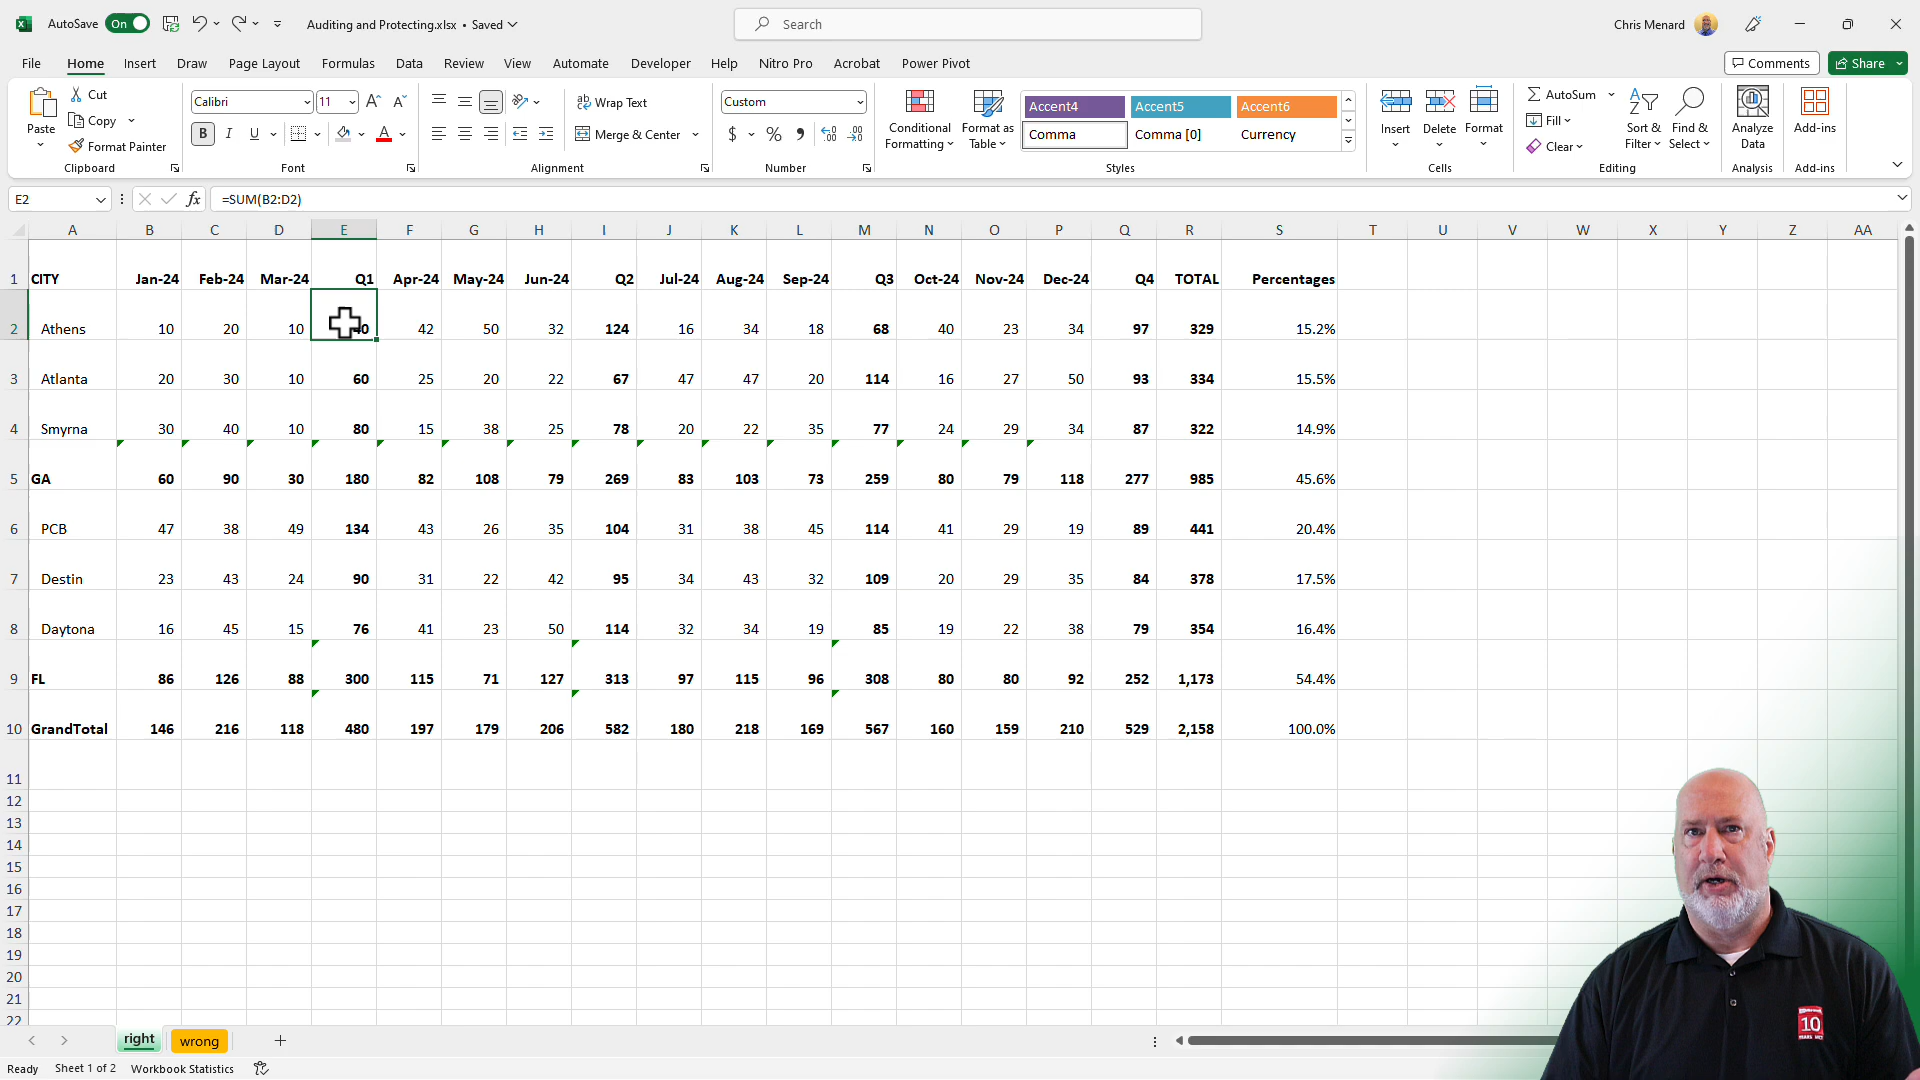 AutoSave On Auditing and Protecting.xlsx • Saved Search Chris Menard
File Home Insert Draw Page Layout Formulas Data Review View Automate Developer Help Nitro Pro Acrobat Power Pivot Comments Share
Paste Cut Copy Format Painter Clipboard
Calibri 11 B I U A Font
Wrap Text Merge & Center Alignment
Custom $ % Number
Conditional Formatting Format as Table
Accent4 Accent5 Accent6
Comma Comma [0] Currency
Styles
Insert Delete Format Cells
AutoSum Fill Clear Sort & Filter Find & Select Editing
Analyze Data Analysis
Add-ins Add-ins
E2 fx =SUM(B2:D2)
A B C D E F G H I J K L M N O P Q R S T U V W X Y Z AA
1 CITY Jan-24 Feb-24 Mar-24 Q1 Apr-24 May-24 Jun-24 Q2 Jul-24 Aug-24 Sep-24 Q3 Oct-24 Nov-24 Dec-24 Q4 TOTAL Percentages
2 Athens 10 20 10 40 42 50 32 124 16 34 18 68 40 23 34 97 329 15.2%
3 Atlanta 20 30 10 60 25 20 22 67 47 47 20 114 16 27 50 93 334 15.5%
4 Smyrna 30 40 10 80 15 38 25 78 20 22 35 77 24 29 34 87 322 14.9%
5 GA 60 90 30 180 82 108 79 269 83 103 73 259 80 79 118 277 985 45.6%
6 PCB 47 38 49 134 43 26 35 104 31 38 45 114 41 29 19 89 441 20.4%
7 Destin 23 43 24 90 31 22 42 95 34 43 32 109 20 29 35 84 378 17.5%
8 Daytona 16 45 15 76 41 23 50 114 32 34 19 85 19 22 38 79 354 16.4%
9 FL 86 126 88 300 115 71 127 313 97 115 96 308 80 80 92 252 1,173 54.4%
10 GrandTotal 146 216 118 480 197 179 206 582 180 218 169 567 160 159 210 529 2,158 100.0%
11
12
13
14
15
16
17
18
19
20
21
22
right wrong
Ready Sheet 1 of 2 Workbook Statistics
10